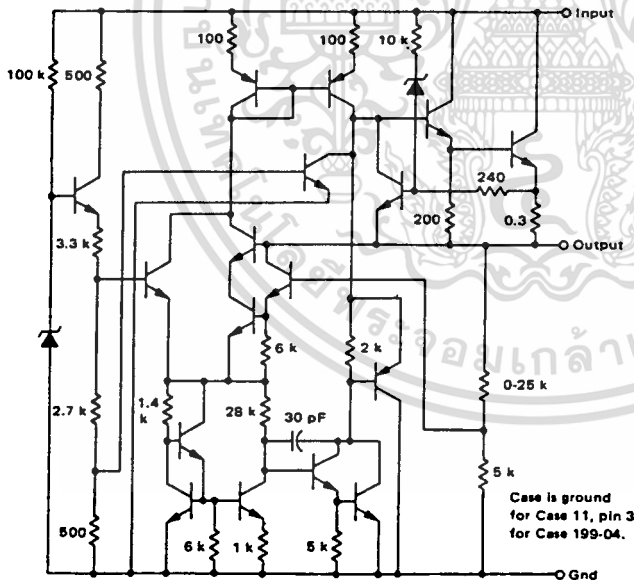 Input
100
100
10 k
100 k
500
240
200
0.3
Output
3.3 k
6 k
2 k
0-25 k
2.7 k
1.4 k
28 k
30 pF
5 k
500
6 k
1 k
5 k
Case is ground
for Case 11, pin 3
for Case 199-04.
Gnd